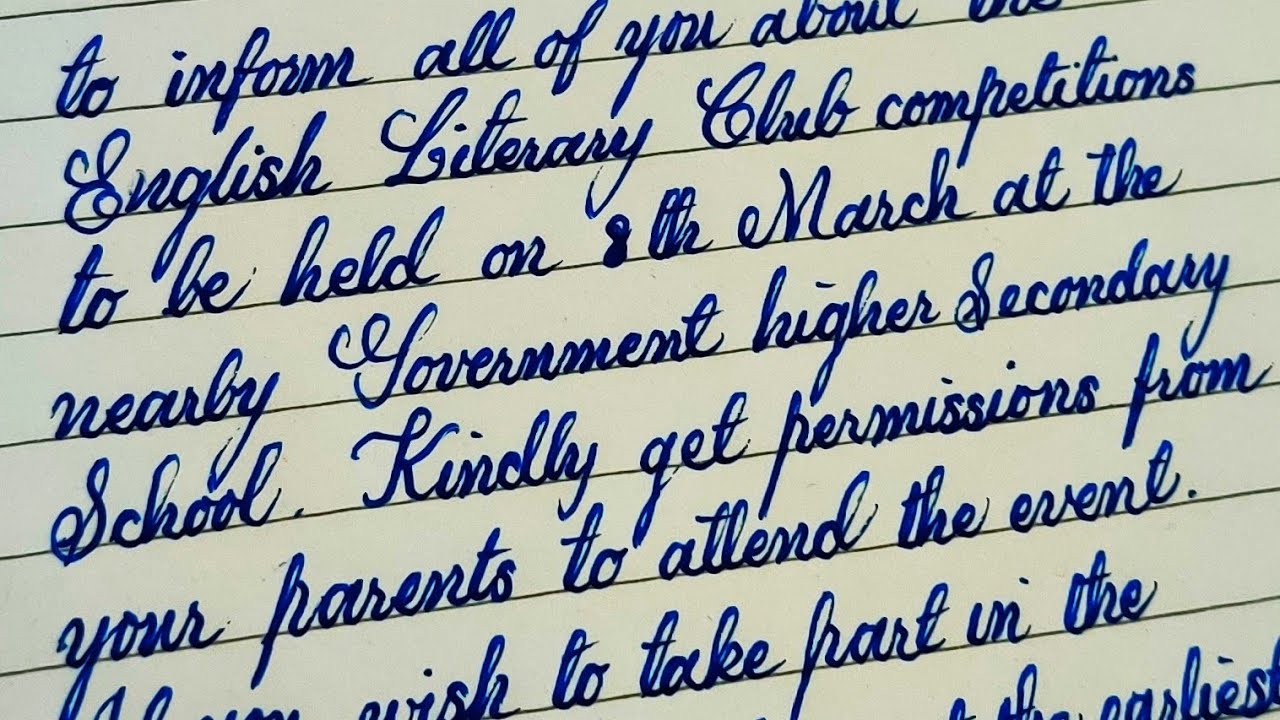 to inform all of you about the
English Literary Club competitions
to be held on 8th March at the
nearby Government higher Secondary
School. Kindly get permissions from
your parents to attend the event.
If you wish to take part in the
the earliest